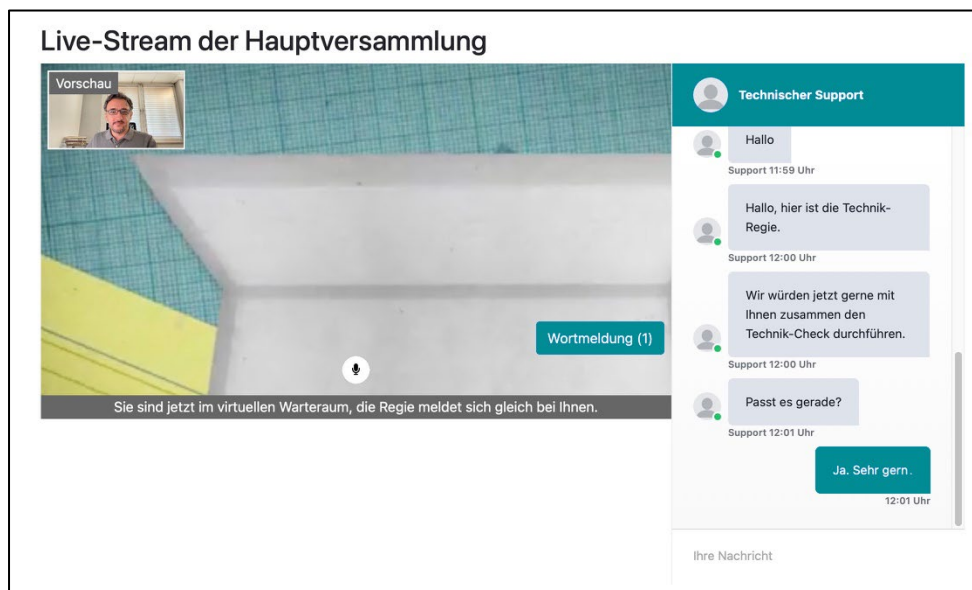 Live-Stream der Hauptversammlung
Vorschau
Wortmeldung (1)
Sie sind jetzt im virtuellen Warteraum, die Regie meldet sich gleich bei Ihnen.
Technischer Support
Hallo
Support 11:59 Uhr
Hallo, hier ist die Technik-
Regie.
Support 12:00 Uhr
Wir würden jetzt gerne mit
Ihnen zusammen den
Technik-Check durchführen.
Support 12:00 Uhr
Passt es gerade?
Support 12:01 Uhr
Ja. Sehr gern.
12:01 Uhr
Ihre Nachricht